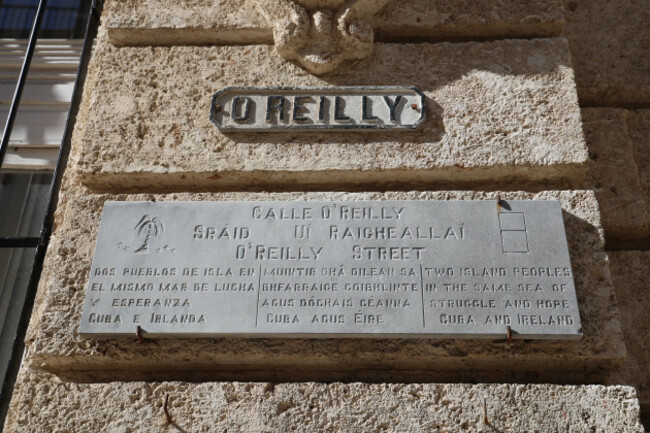 O REILLY
CALLE O'REILLY
SRÁID UÍ RAIGHEALLAÍ
O'REILLY STREET
DOS PUEBLOS DE ISLA EN
EL MISMO MAR DE LUCHA
Y ESPERANZA
CUBA E IRLANDA
MUINTIR DHÁ OILEAN SA
BHFARRAIGE COIBHLINTE
AGUS DÓCHAIS CÉANNA
CUBA AGUS ÉIRE
TWO ISLAND PEOPLES
IN THE SAME SEA OF
STRUGGLE AND HOPE
CUBA AND IRELAND